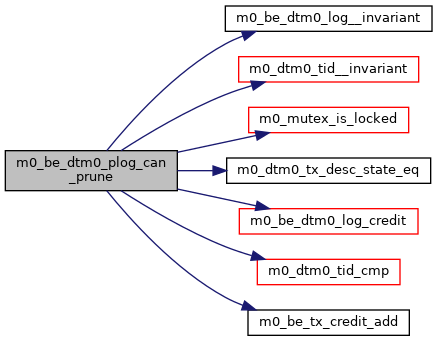 m0_be_dtm0_log__invariant
m0_dtm0_tid__invariant
m0_mutex_is_locked
m0_be_dtm0_plog_can
_prune
m0_dtm0_tx_desc_state_eq
m0_be_dtm0_log_credit
m0_dtm0_tid_cmp
m0_be_tx_credit_add